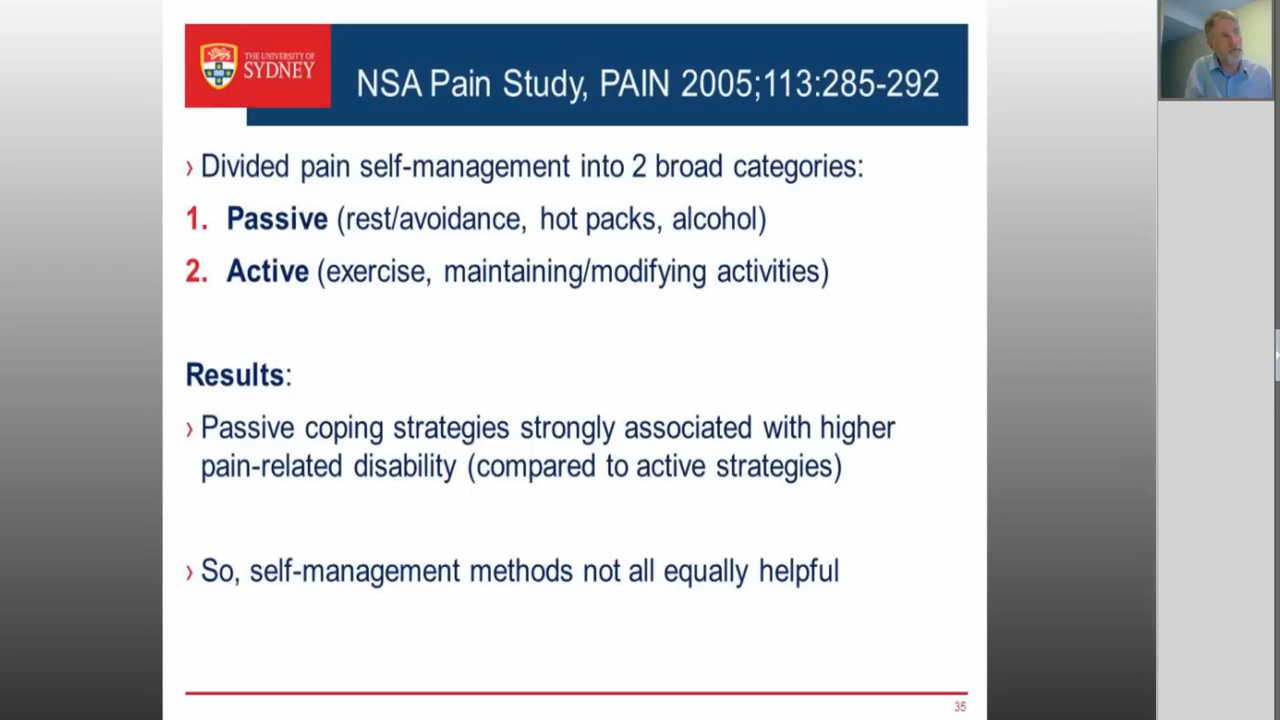 THE UNIVERSITY OF
SYDNEY
NSA Pain Study, PAIN 2005;113:285-292
› Divided pain self-management into 2 broad categories:
1. Passive (rest/avoidance, hot packs, alcohol)
2. Active (exercise, maintaining/modifying activities)
Results:
› Passive coping strategies strongly associated with higher
pain-related disability (compared to active strategies)
› So, self-management methods not all equally helpful
35